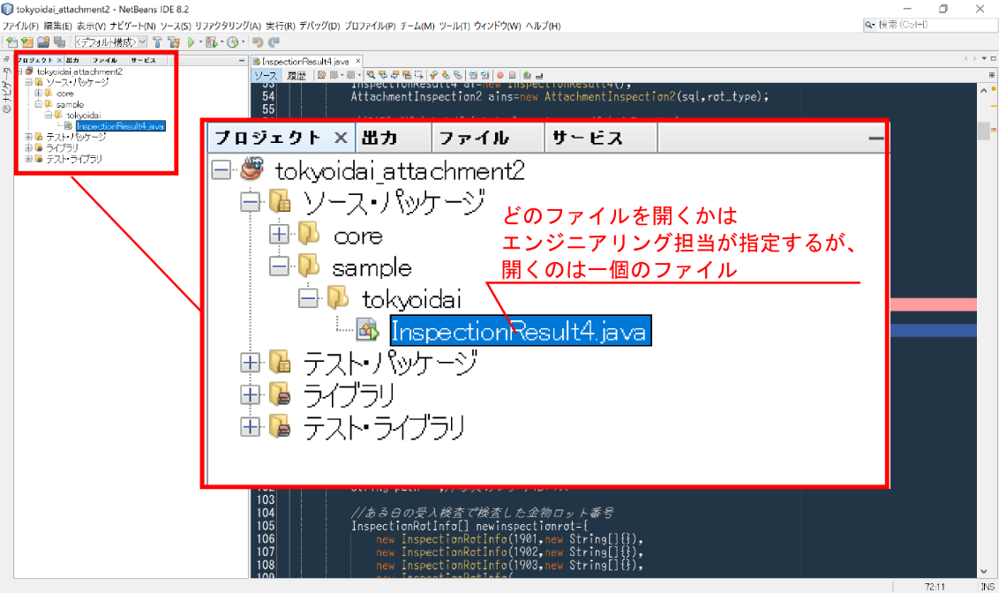 tokyoidai_attachment2 - NetBeans IDE 8.2
ファイル(F) 編集(E) 表示(V) ナビゲート(N) ソース(S) リファクタリング(A) 実行(R) デバッグ(D) プロファイル(P) チーム(M) ツール(T) ウィンドウ(W) ヘルプ(H)
検索 (Ctrl+I)
<デフォルト構成>
プロジェクト × 出力 ファイル サービス
InspectionResult4.java ×
tokyoidai_attachment2
ソース・パッケージ
core
sample
tokyoidai
InspectionResult4.java
テスト・パッケージ
ライブラリ
テスト・ライブラリ
ナビゲータ
ソース 履歴
InspectionResult4 ai=new InspectionResult4();
54 AttachmentInspection2 ains=new AttachmentInspection2(sql,rot_type);
55
プロジェクト × 出力 ファイル サービス
tokyoidai_attachment2
ソース・パッケージ
core
sample
tokyoidai
InspectionResult4.java
テスト・パッケージ
ライブラリ
テスト・ライブラリ
どのファイルを開くかは
エンジニアリング担当が指定するが、
開くのは一個のファイル
102 String path
103
104 //ある日の受入検査で検査した金物ロット番号
105 InspectionRotInfo[] newinspectionrot={
106 new InspectionRotInfo(1901,new String[]{}),
107 new InspectionRotInfo(1902,new String[]{}),
108 new InspectionRotInfo(1903,new String[]{}),
109 new InspectionRotInfo(
72:11 INS